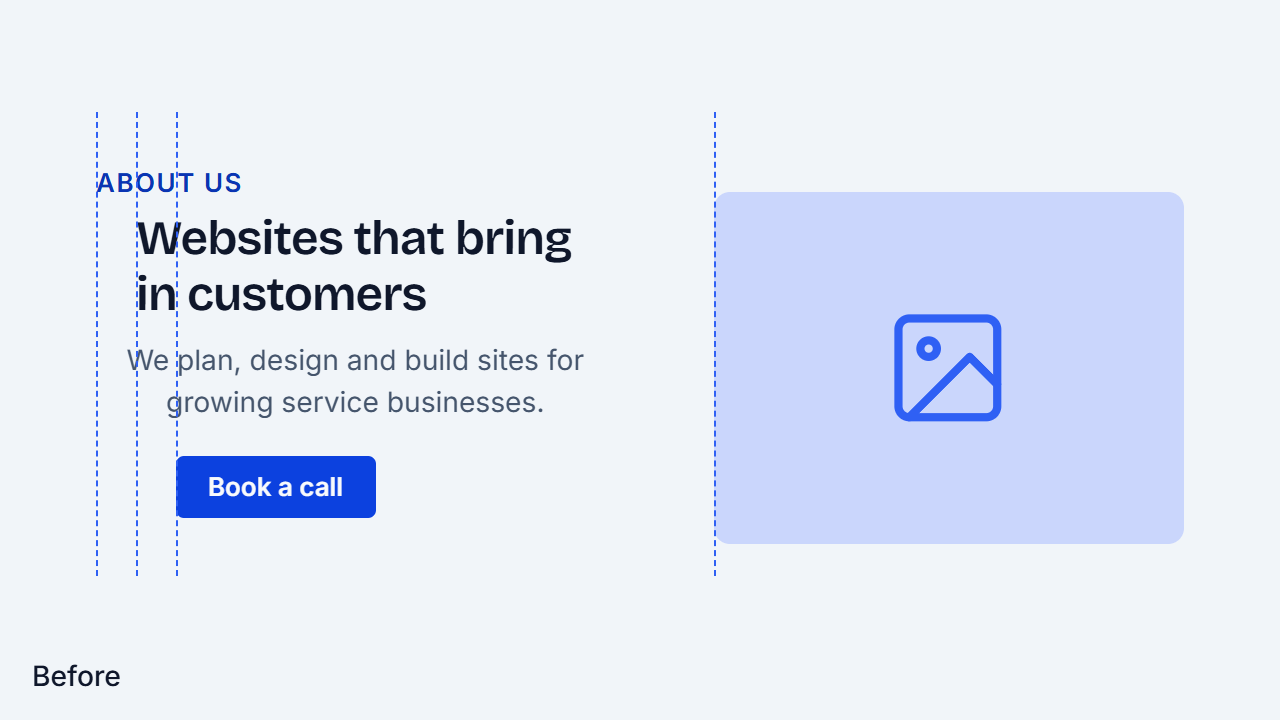 ABOUT US
Websites that bring
in customers
We plan, design and build sites for
growing service businesses.
Book a call
Before